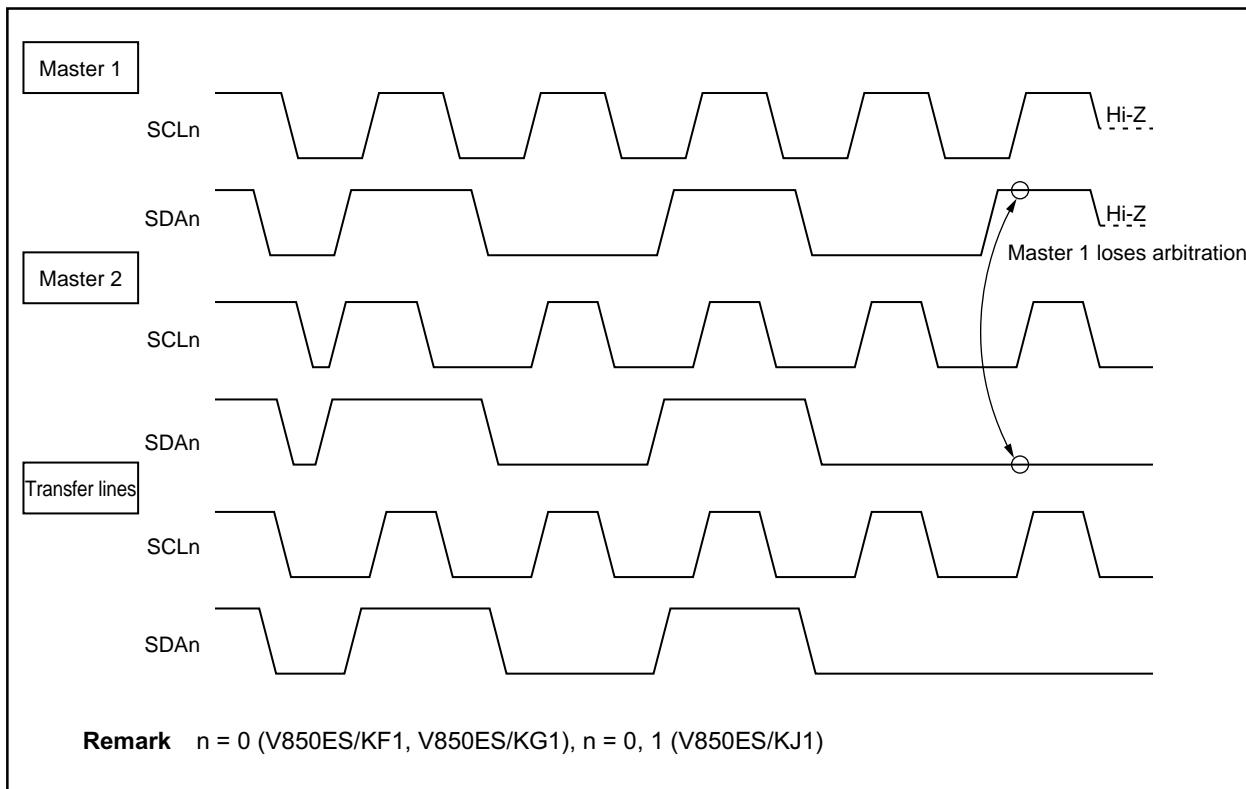 Master 1
SCLn
Hi-Z
SDAn
Hi-Z
Master 1 loses arbitration
Master 2
SCLn
SDAn
Transfer lines
SCLn
SDAn
Remark n = 0 (V850ES/KF1, V850ES/KG1), n = 0, 1 (V850ES/KJ1)